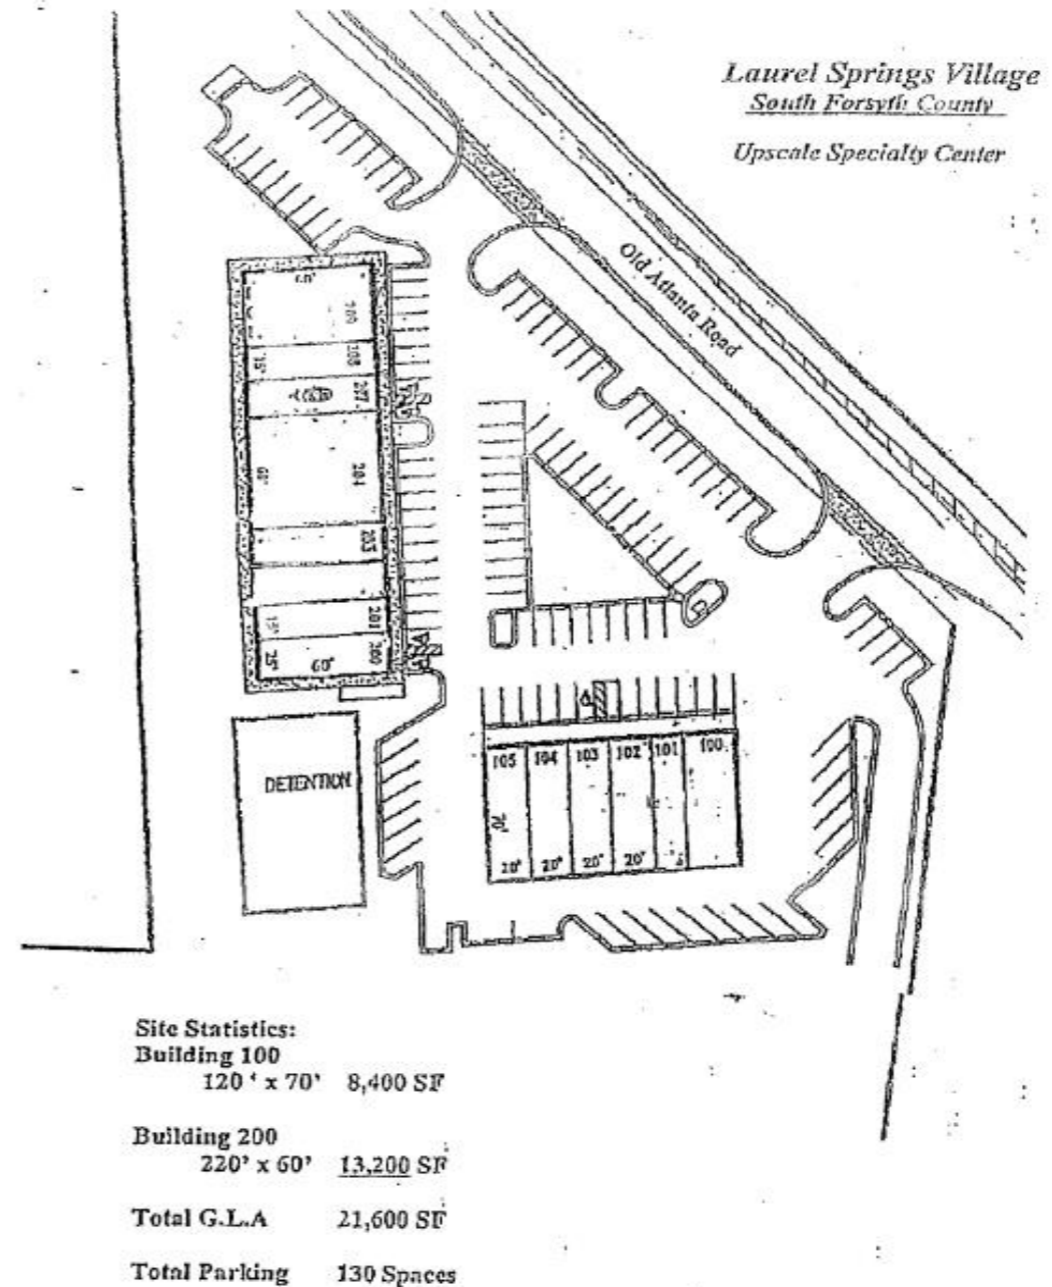 Laurel Springs Village
South Forsyth County
Upscale Specialty Center
Old Atlanta Road
60'
209
208
15'
207
204
60'
203
201
15'
200
25'
60'
DETENTION
105
104
103
102
101
100
70'
20'
20'
20'
20'
Site Statistics:
Building 100
120 ' x 70' 8,400 SF
Building 200
220' x 60' 13,200 SF
Total G.L.A 21,600 SF
Total Parking 130 Spaces